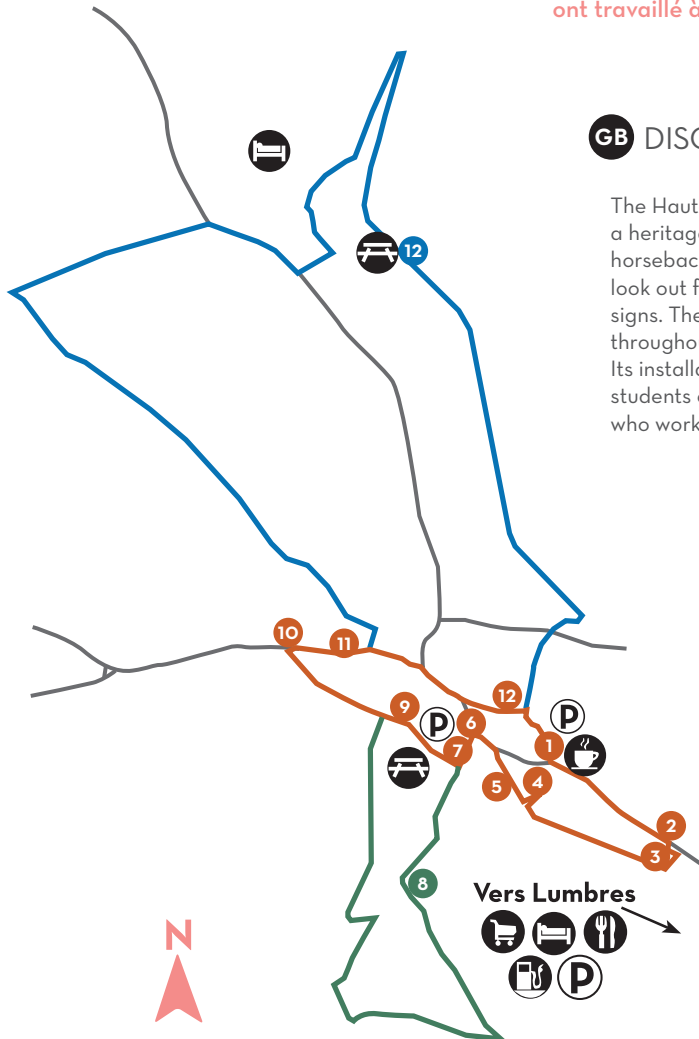 ont travaillé à
GB DISC
The Haut
a heritage
horsebac
look out f
signs. The
througho
Its installa
students
who work
12
10
11
12
9
P
6
P
1
7
5
4
2
3
8
Vers Lumbres
P
N